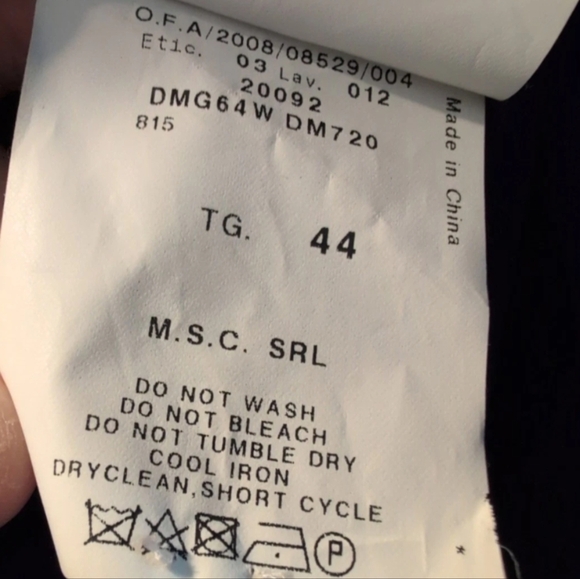 O.F.A/2008/08529/004
Etic. 03 Lav. 012
20092
DMG64W DM720
815
Made in China
TG. 44
M.S.C. SRL
DO NOT WASH
DO NOT BLEACH
DO NOT TUMBLE DRY
COOL IRON
DRYCLEAN,SHORT CYCLE
P
*